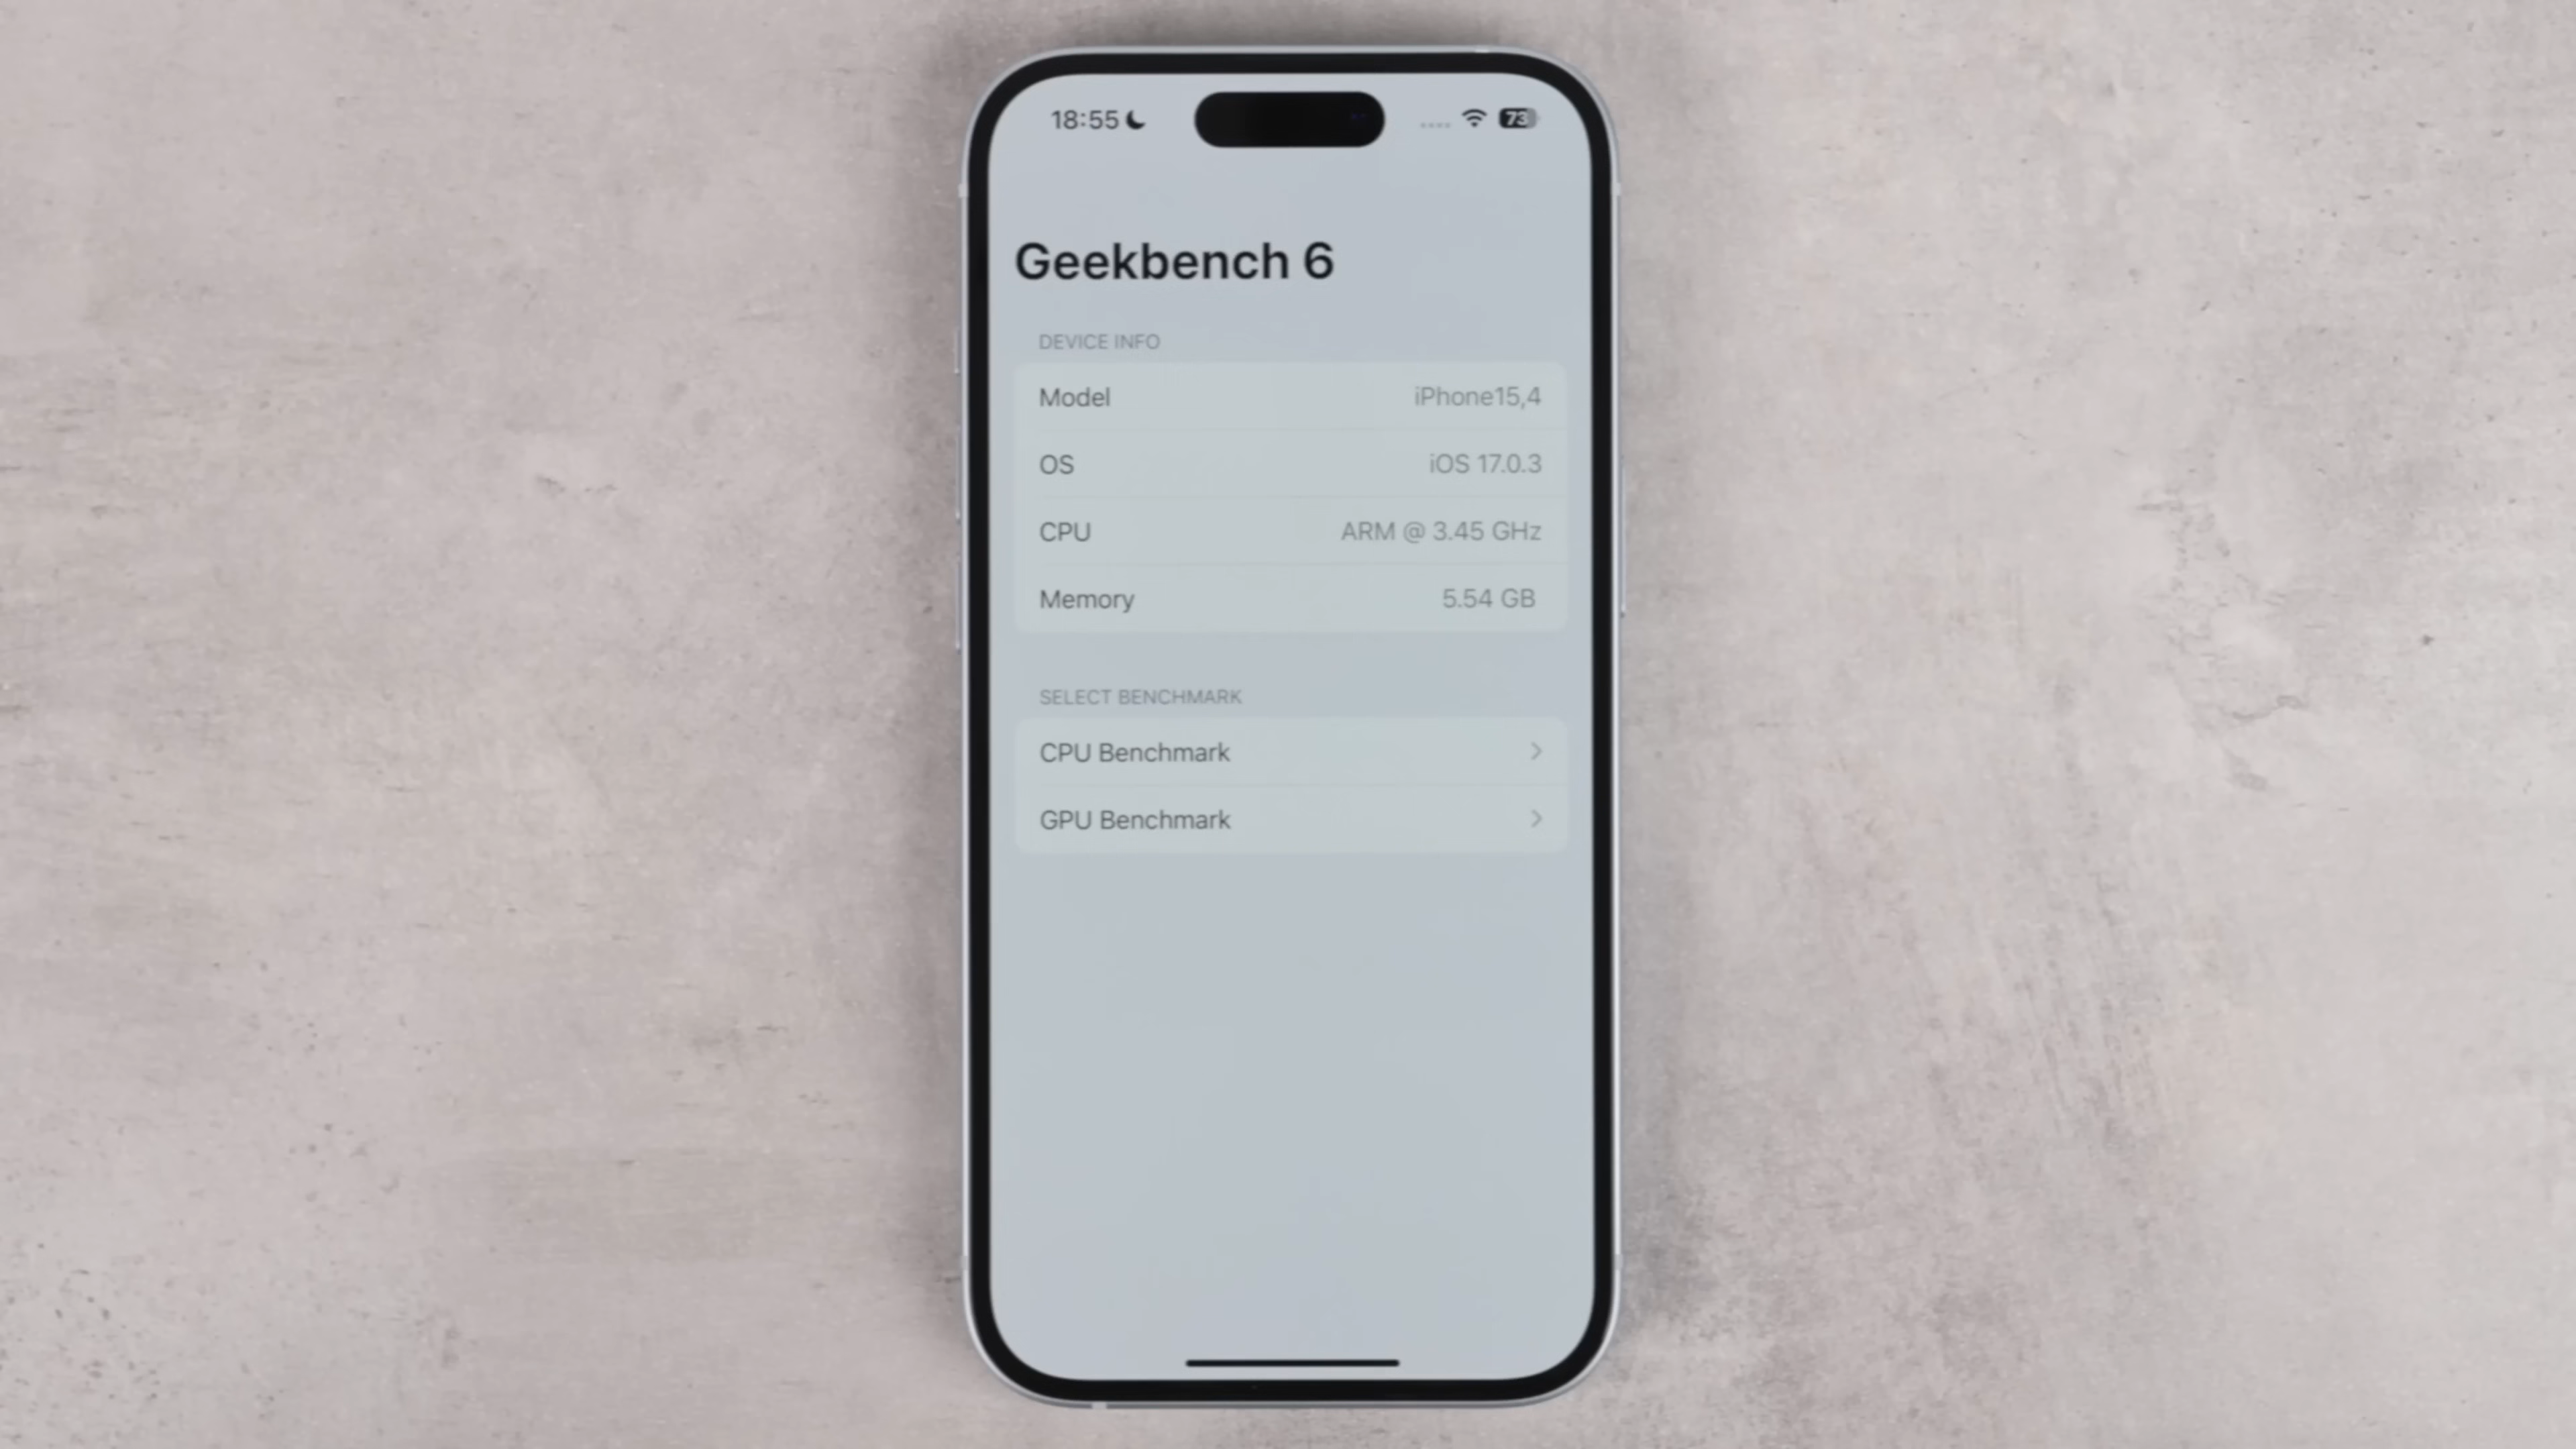 18:55 73
Geekbench 6
DEVICE INFO
Model iPhone15,4
OS iOS 17.0.3
CPU ARM @ 3.45 GHz
Memory 5.54 GB
SELECT BENCHMARK
CPU Benchmark
GPU Benchmark